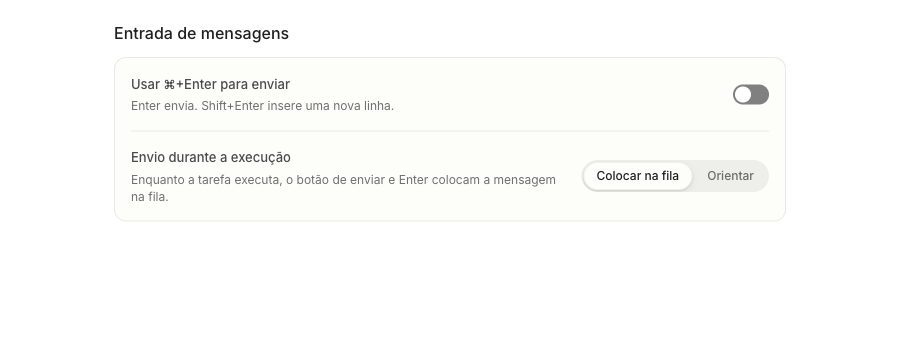 Entrada de mensagens
Usar ⌘+Enter para enviar
Enter envia. Shift+Enter insere uma nova linha.
Envio durante a execução
Enquanto a tarefa executa, o botão de enviar e Enter colocam a mensagem
na fila.
Colocar na fila
Orientar